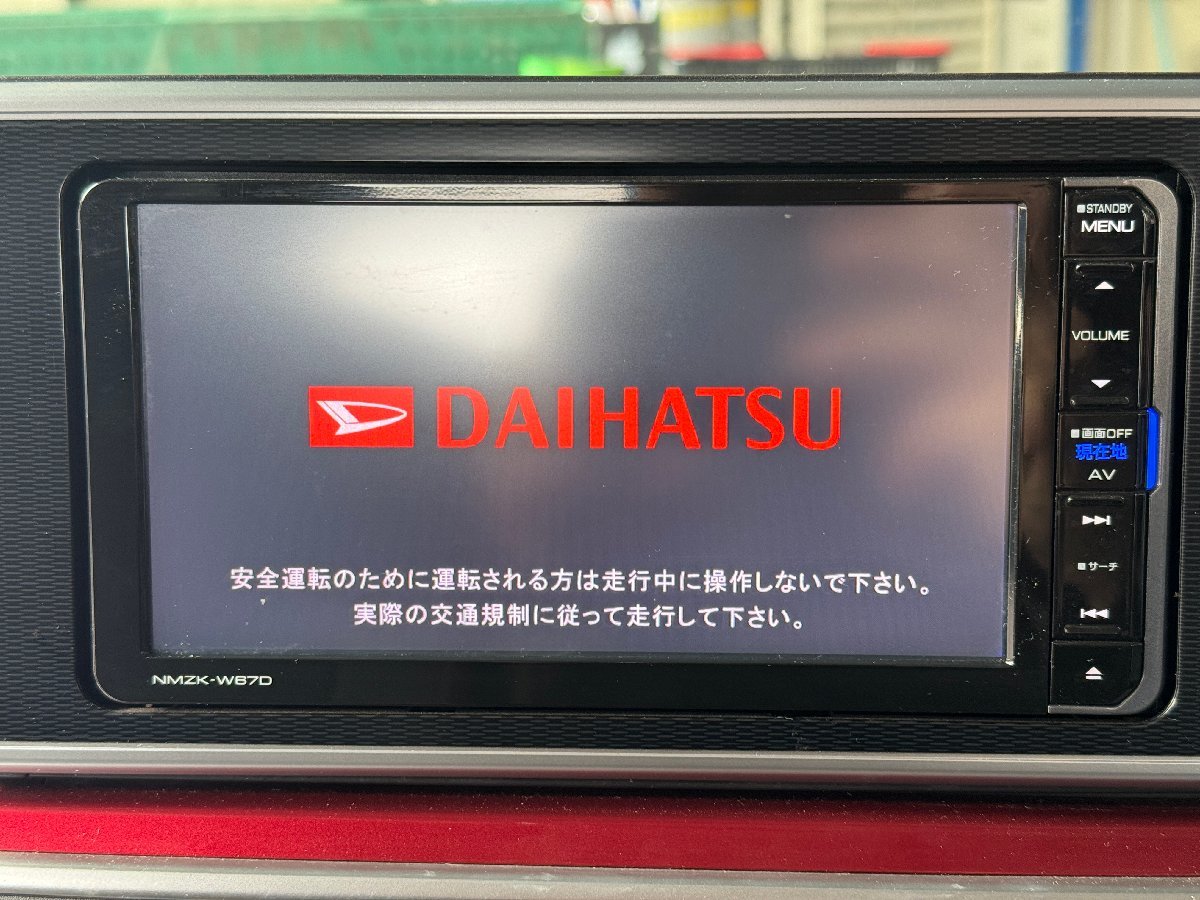 STANDBY
MENU
VOLUME
DAIHATSU
画面OFF
現在地
AV
サーチ
安全運転のために運転される方は走行中に操作しないで下さい。
実際の交通規制に従って走行して下さい。
NMZK-W67D